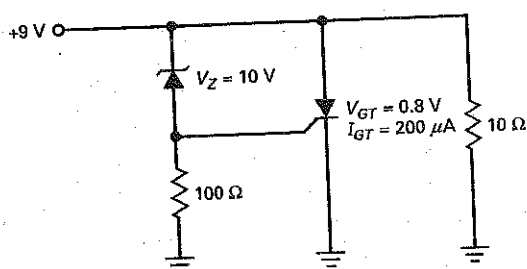 +9 V
V_Z = 10 V
V_GT = 0.8 V
I_GT = 200 μA
10 Ω
100 Ω